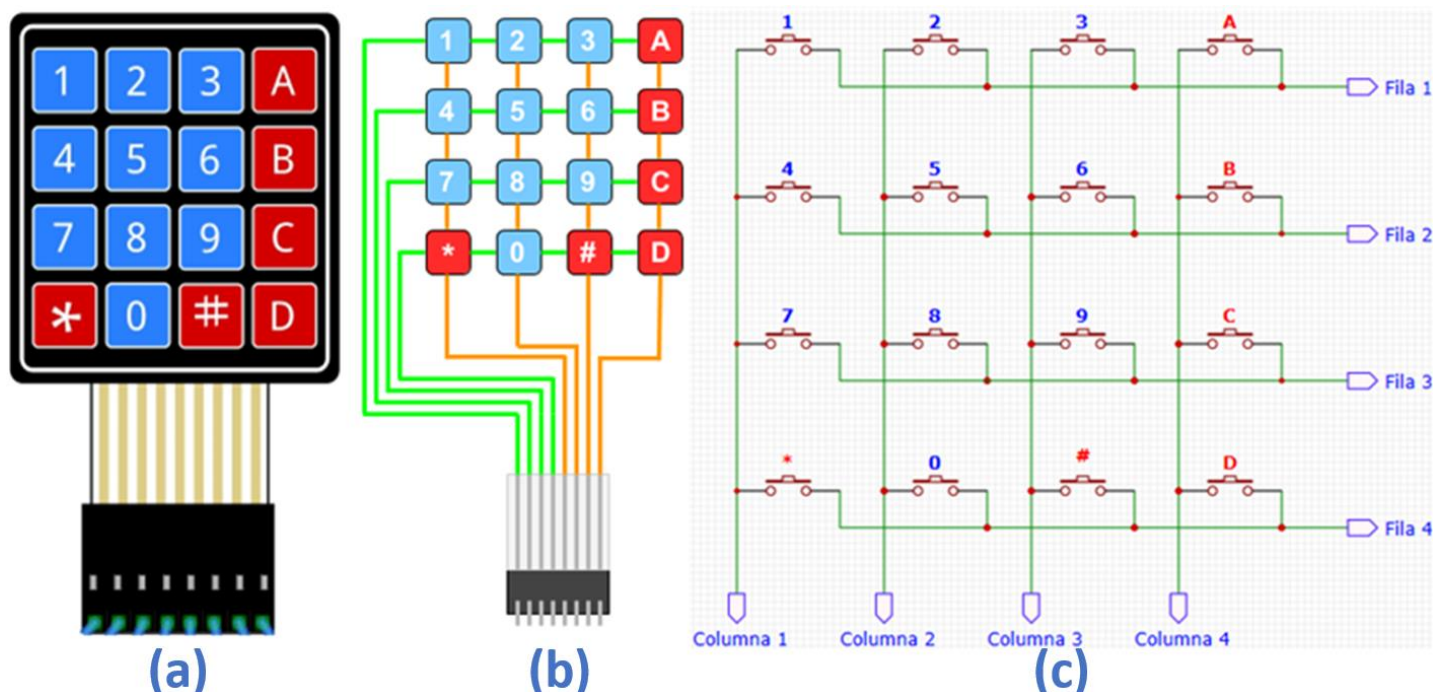 1 2 3 A
4 5 6 B
7 8 9 C
* 0 # D
(a)
1 2 3 A
4 5 6 B
7 8 9 C
* 0 # D
(b)
1 2 3 A
Fila 1
4 5 6 B
Fila 2
7 8 9 C
Fila 3
* 0 # D
Fila 4
Columna 1 Columna 2 Columna 3 Columna 4
(c)